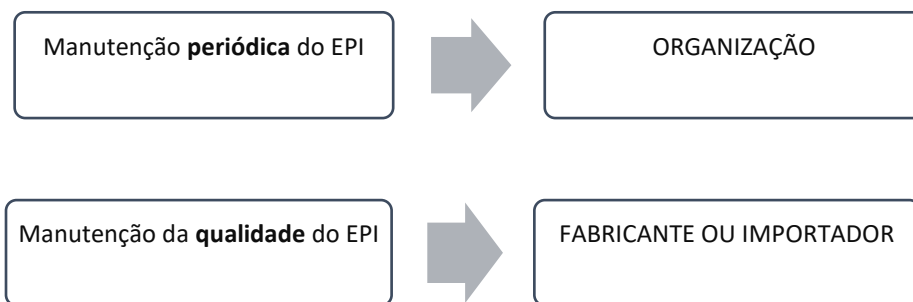 Manutenção periódica do EPI
ORGANIZAÇÃO
Manutenção da qualidade do EPI
FABRICANTE OU IMPORTADOR